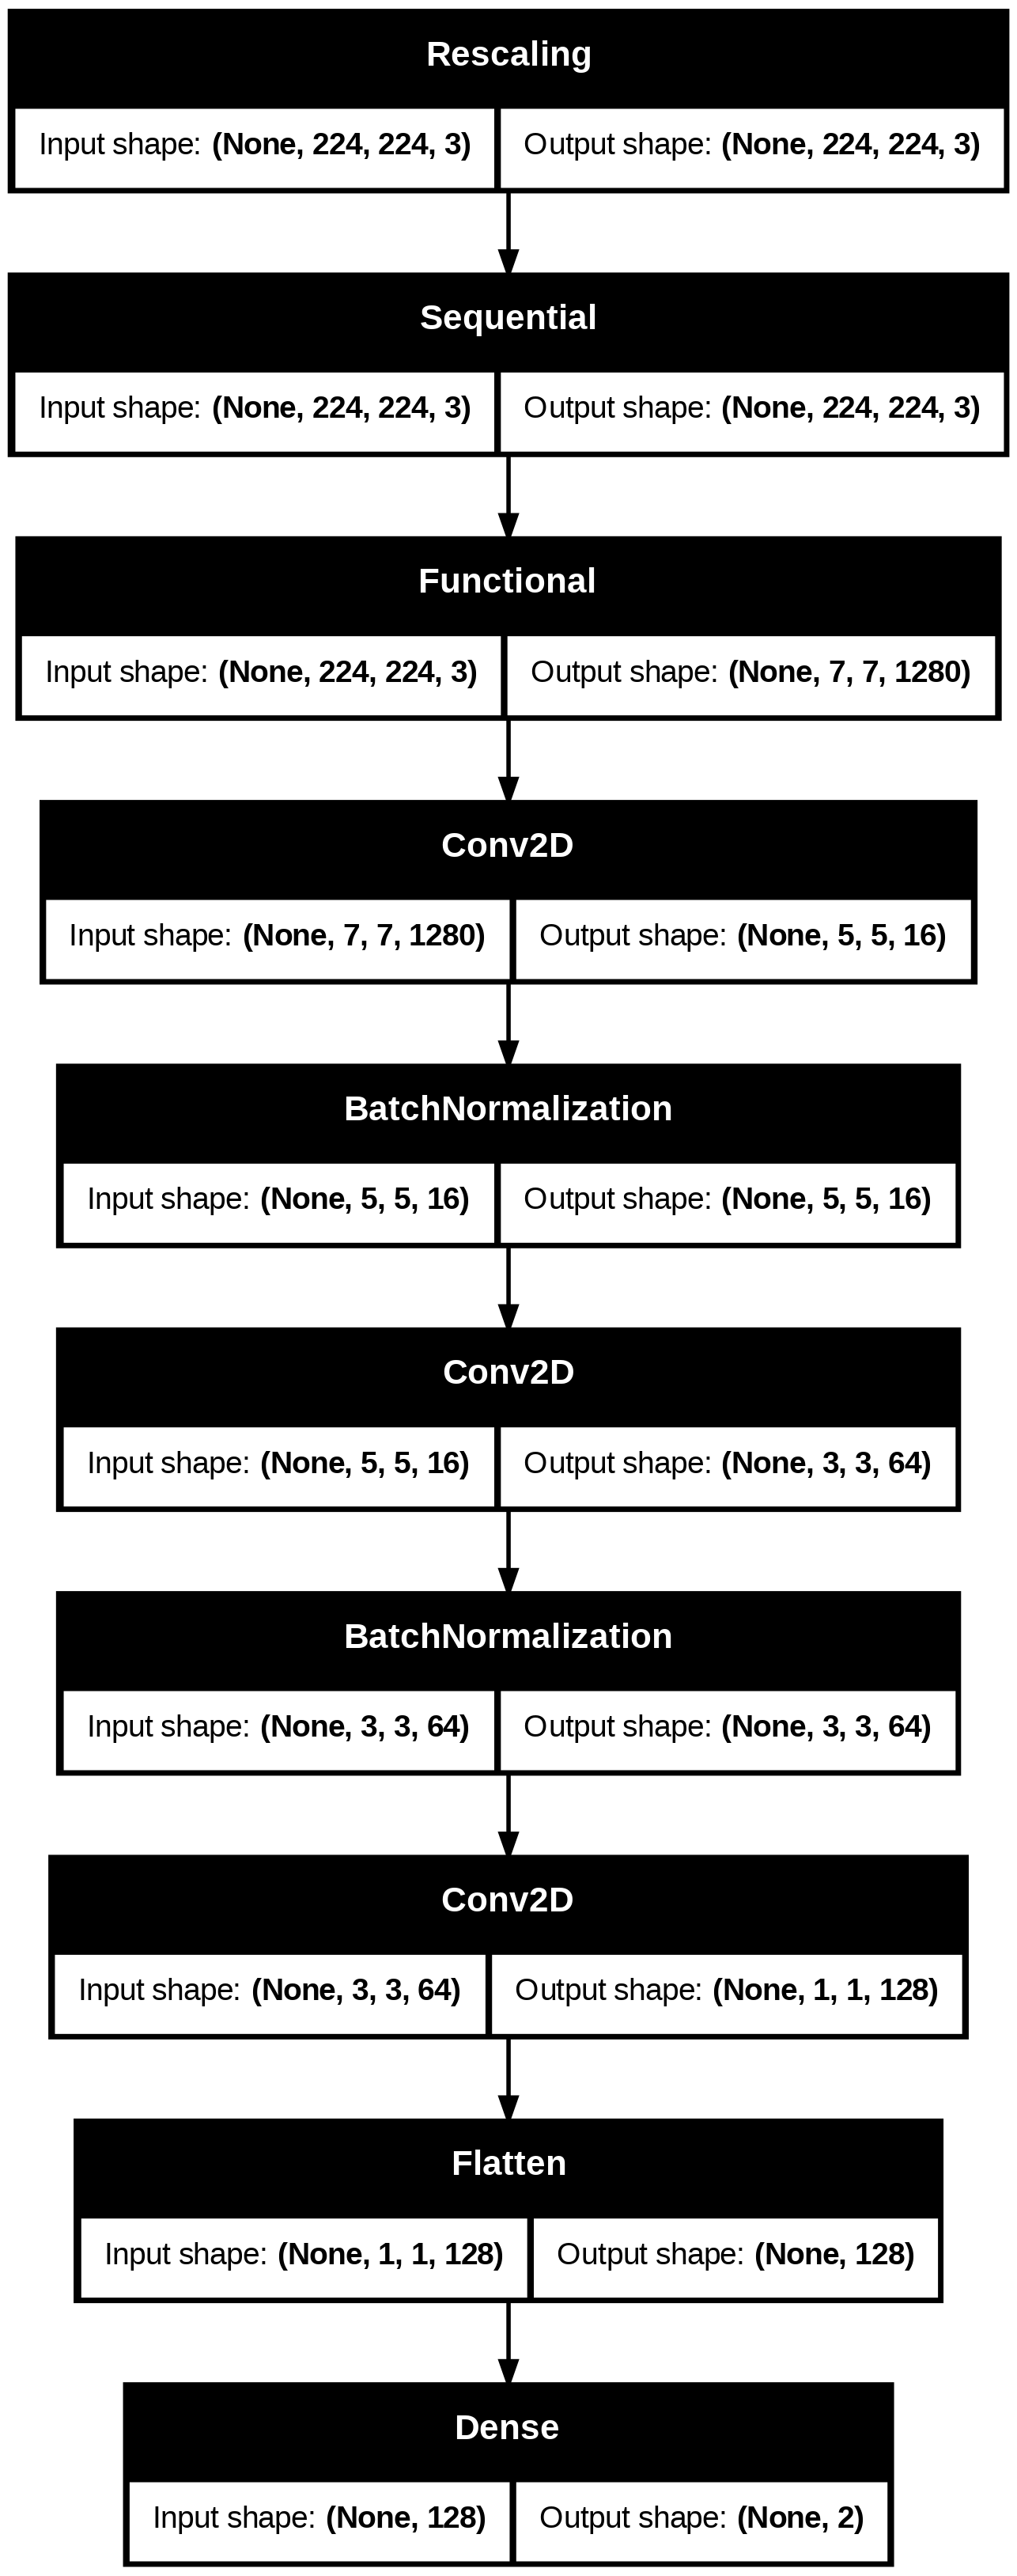 Rescaling
Input shape: (None, 224, 224, 3) Output shape: (None, 224, 224, 3)
Sequential
Input shape: (None, 224, 224, 3) Output shape: (None, 224, 224, 3)
Functional
Input shape: (None, 224, 224, 3) Output shape: (None, 7, 7, 1280)
Conv2D
Input shape: (None, 7, 7, 1280) Output shape: (None, 5, 5, 16)
BatchNormalization
Input shape: (None, 5, 5, 16) Output shape: (None, 5, 5, 16)
Conv2D
Input shape: (None, 5, 5, 16) Output shape: (None, 3, 3, 64)
BatchNormalization
Input shape: (None, 3, 3, 64) Output shape: (None, 3, 3, 64)
Conv2D
Input shape: (None, 3, 3, 64) Output shape: (None, 1, 1, 128)
Flatten
Input shape: (None, 1, 1, 128) Output shape: (None, 128)
Dense
Input shape: (None, 128) Output shape: (None, 2)